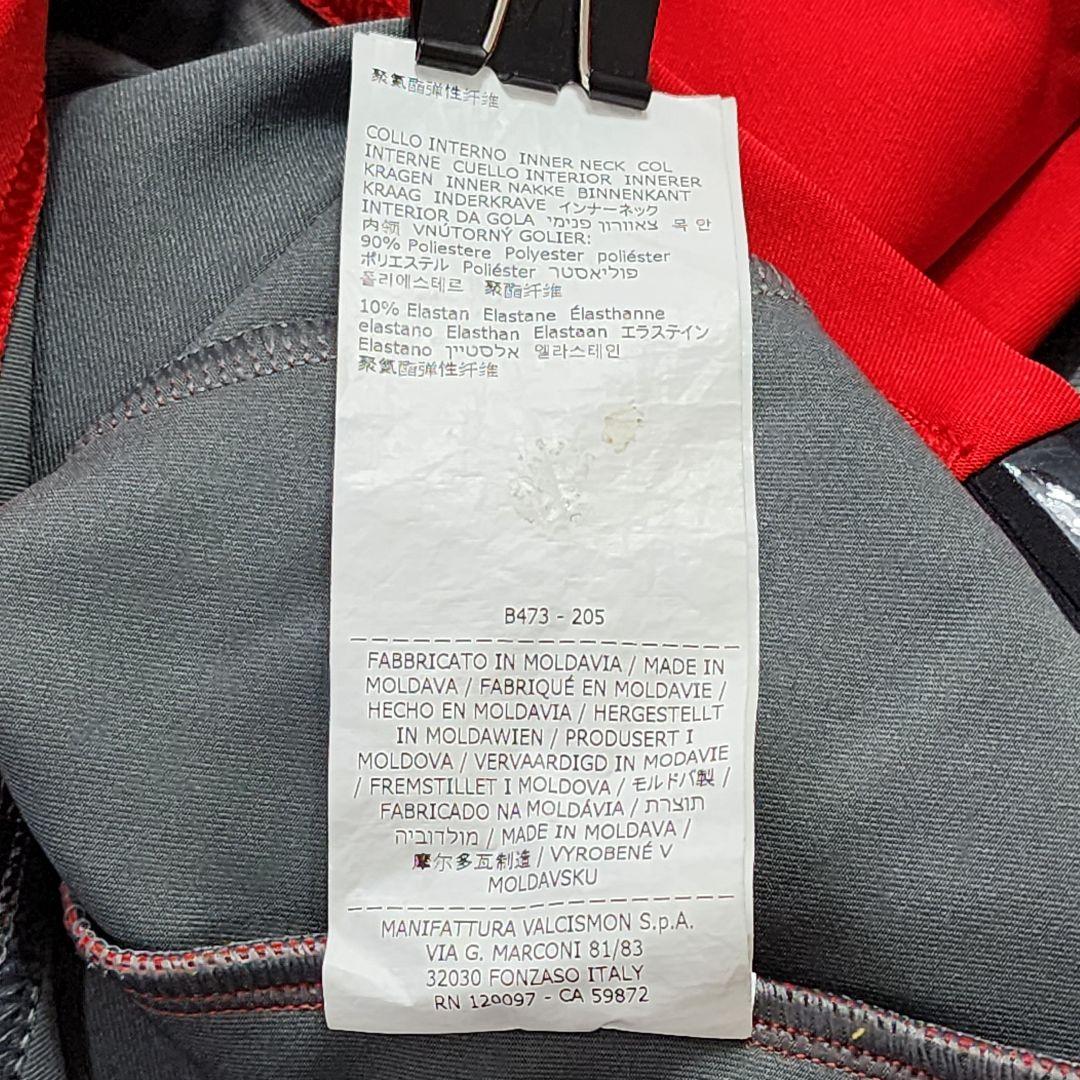 聚氨酯弹性纤维
COLLO INTERNO INNER NECK COL
INTERNE CUELLO INTERIOR INNERER
KRAGEN INNER NAKKE BINNENKANT
KRAAG INDERKRAVE インナーネック
INTERIOR DA GOLA צאוורון פנימי 목 안
内领 VNÚTORNÝ GOLIER:
90% Poliestere Polyester poliéster
ポリエステル Poliéster פוליאסטר
폴리에스테르 聚酯纤维
10% Elastan Elastane Élasthanne
elastano Elasthan Elastaan エラステイン
Elastano אלסטיין 엘라스테인
聚氨酯弹性纤维
B473 - 205
FABBRICATO IN MOLDAVIA / MADE IN
MOLDAVA / FABRIQUÉ EN MOLDAVIE /
HECHO EN MOLDAVIA / HERGESTELLT
IN MOLDAWIEN / PRODUSERT I
MOLDOVA / VERVAARDIGD IN MODAVIE
/ FREMSTILLET I MOLDOVA / モルドバ製 /
FABRICADO NA MOLDÁVIA / תוצרת
מולדוביה / MADE IN MOLDAVA /
摩尔多瓦制造 / VYROBENÉ V
MOLDAVSKU
MANIFATTURA VALCISMON S.p.A.
VIA G. MARCONI 81/83
32030 FONZASO ITALY
RN 129097 - CA 59872